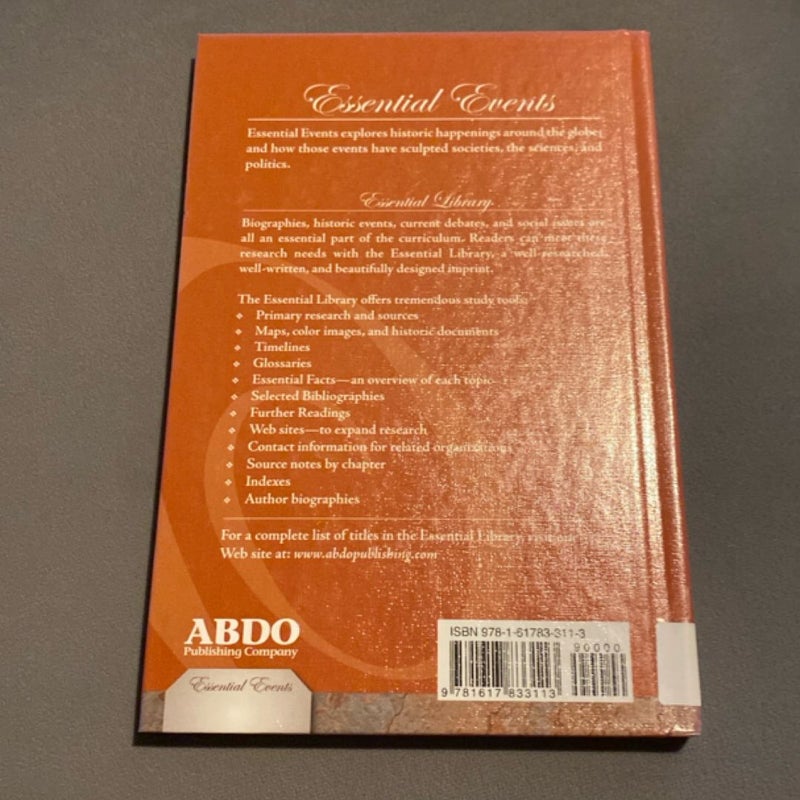 Essential Events
Essential Events explores historic happenings around the globe
and how those events have sculpted societies, the sciences, and
politics.
Essential Library
Biographies, historic events, current debates, and social issues are
all an essential part of the curriculum. Readers can meet these
research needs with the Essential Library, a well-researched,
well-written, and beautifully designed imprint.
The Essential Library offers tremendous study tools:
❖ Primary research and sources
❖ Maps, color images, and historic documents
❖ Timelines
❖ Glossaries
❖ Essential Facts—an overview of each topic
❖ Selected Bibliographies
❖ Further Readings
❖ Web sites—to expand research
❖ Contact information for related organizations
❖ Source notes by chapter
❖ Indexes
❖ Author biographies
For a complete list of titles in the Essential Library, visit our
Web site at: www.abdopublishing.com
ABDO
Publishing Company
Essential Events
ISBN 978-1-61783-311-3
90000
9 781617 833113